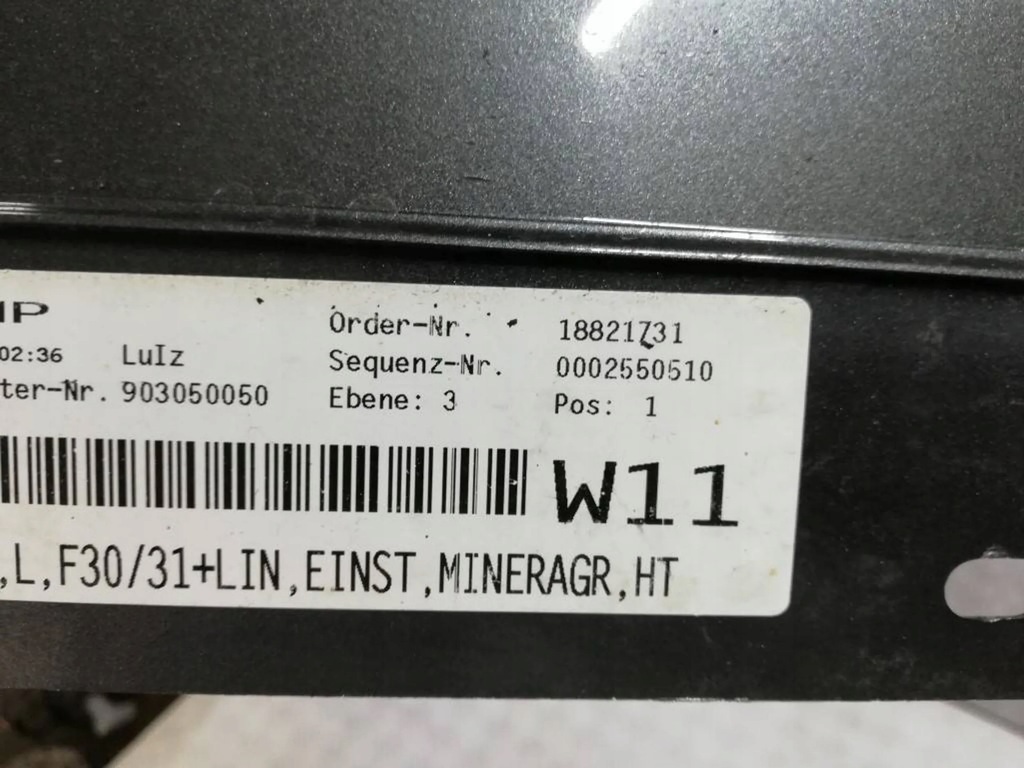 IP
02:36 LuIz
ter-Nr. 903050050
Order-Nr. 18821731
Sequenz-Nr. 0002550510
Ebene: 3 Pos: 1
W11
,L,F30/31+LIN,EINST,MINERAGR,HT